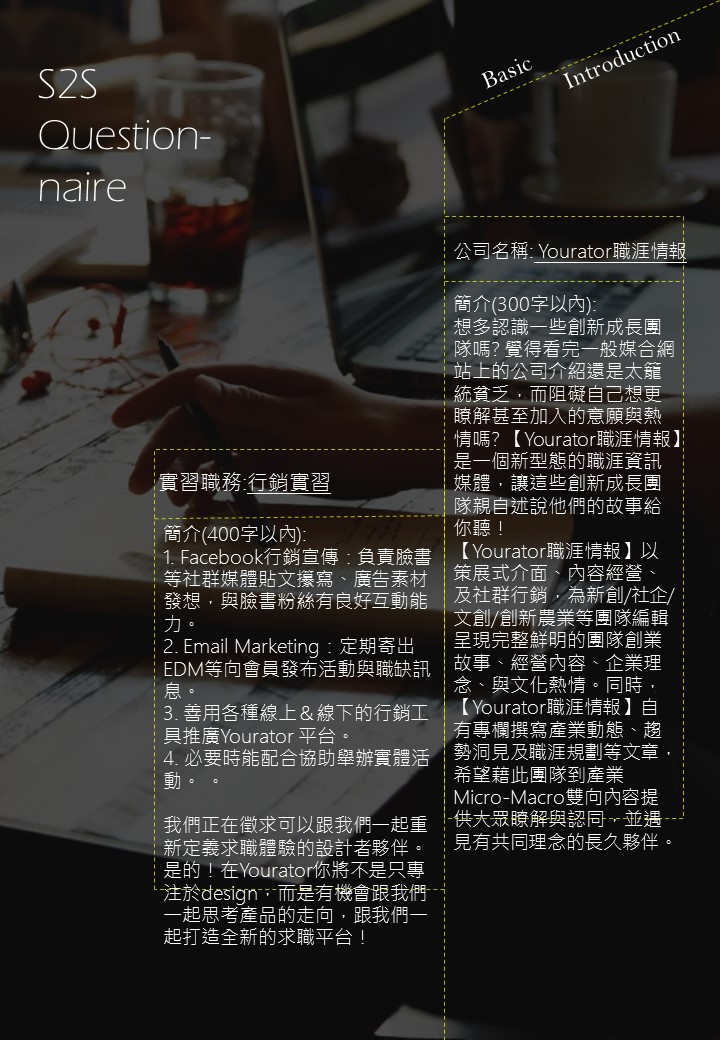 S2S
Question-
naire
Basic Introduction
公司名稱: Yourator職涯情報
簡介(300字以內):
想多認識一些創新成長團
隊嗎? 覺得看完一般媒合網
站上的公司介紹還是太籠
統貧乏，而阻礙自己想更
瞭解甚至加入的意願與熱
情嗎? 【Yourator職涯情報】
是一個新型態的職涯資訊
媒體，讓這些創新成長團
隊親自述說他們的故事給
你聽！
【Yourator職涯情報】以
策展式介面、內容經營、
及社群行銷，為新創/社企/
文創/創新農業等團隊編輯
呈現完整鮮明的團隊創業
故事、經營內容、企業理
念、與文化熱情。同時，
【Yourator職涯情報】自
有專欄撰寫產業動態、趨
勢洞見及職涯規劃等文章，
希望藉此團隊到產業
Micro-Macro雙向內容提
供大眾瞭解與認同，並遇
見有共同理念的長久夥伴。
實習職務:行銷實習
簡介(400字以內):
1. Facebook行銷宣傳：負責臉書
等社群媒體貼文攥寫、廣告素材
發想，與臉書粉絲有良好互動能
力。
2. Email Marketing：定期寄出
EDM等向會員發布活動與職缺訊
息。
3. 善用各種線上＆線下的行銷工
具推廣Yourator 平台。
4. 必要時能配合協助舉辦實體活
動。 。
我們正在徵求可以跟我們一起重
新定義求職體驗的設計者夥伴。
是的！在Yourator你將不是只專
注於design，而是有機會跟我們
一起思考產品的走向，跟我們一
起打造全新的求職平台！